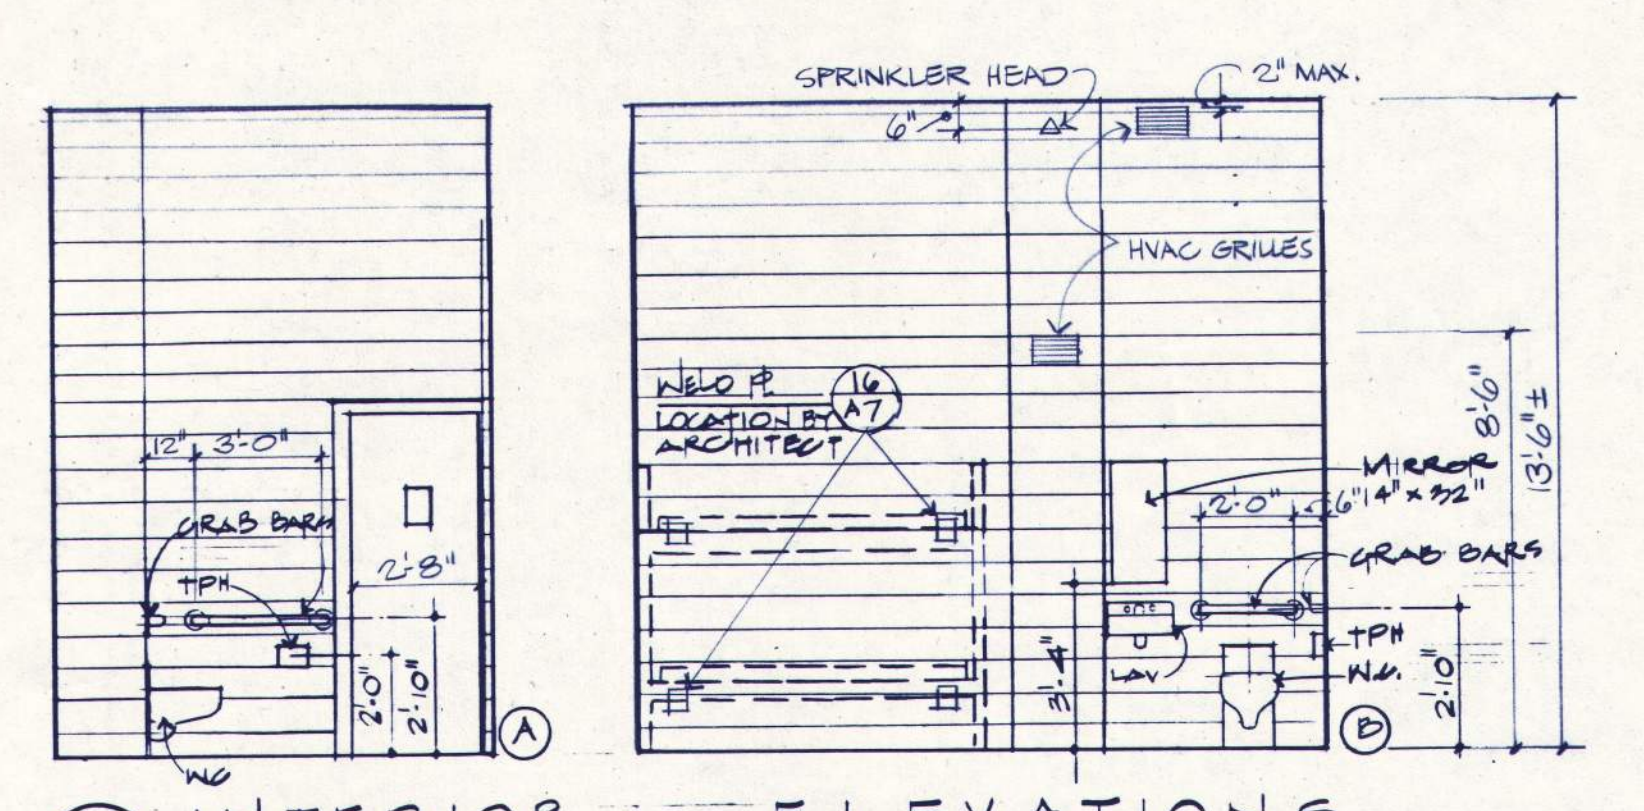 SPRINKLER HEAD
2" MAX.
6"
HVAC GRILLES
WELD PL
LOCATION BY
ARCHITECT
16
A7
12" 3'-0"
GRAB BARS
TPH
2'-8"
2'-0"
2'-10"
WC
A
MIRROR
14" x 32"
2'-0"
6"
GRAB BARS
TPH
W.C.
LAV
3'-4"
2'-10"
8'-6"
13'-6"±
B
INTERIOR ELEVATIONS